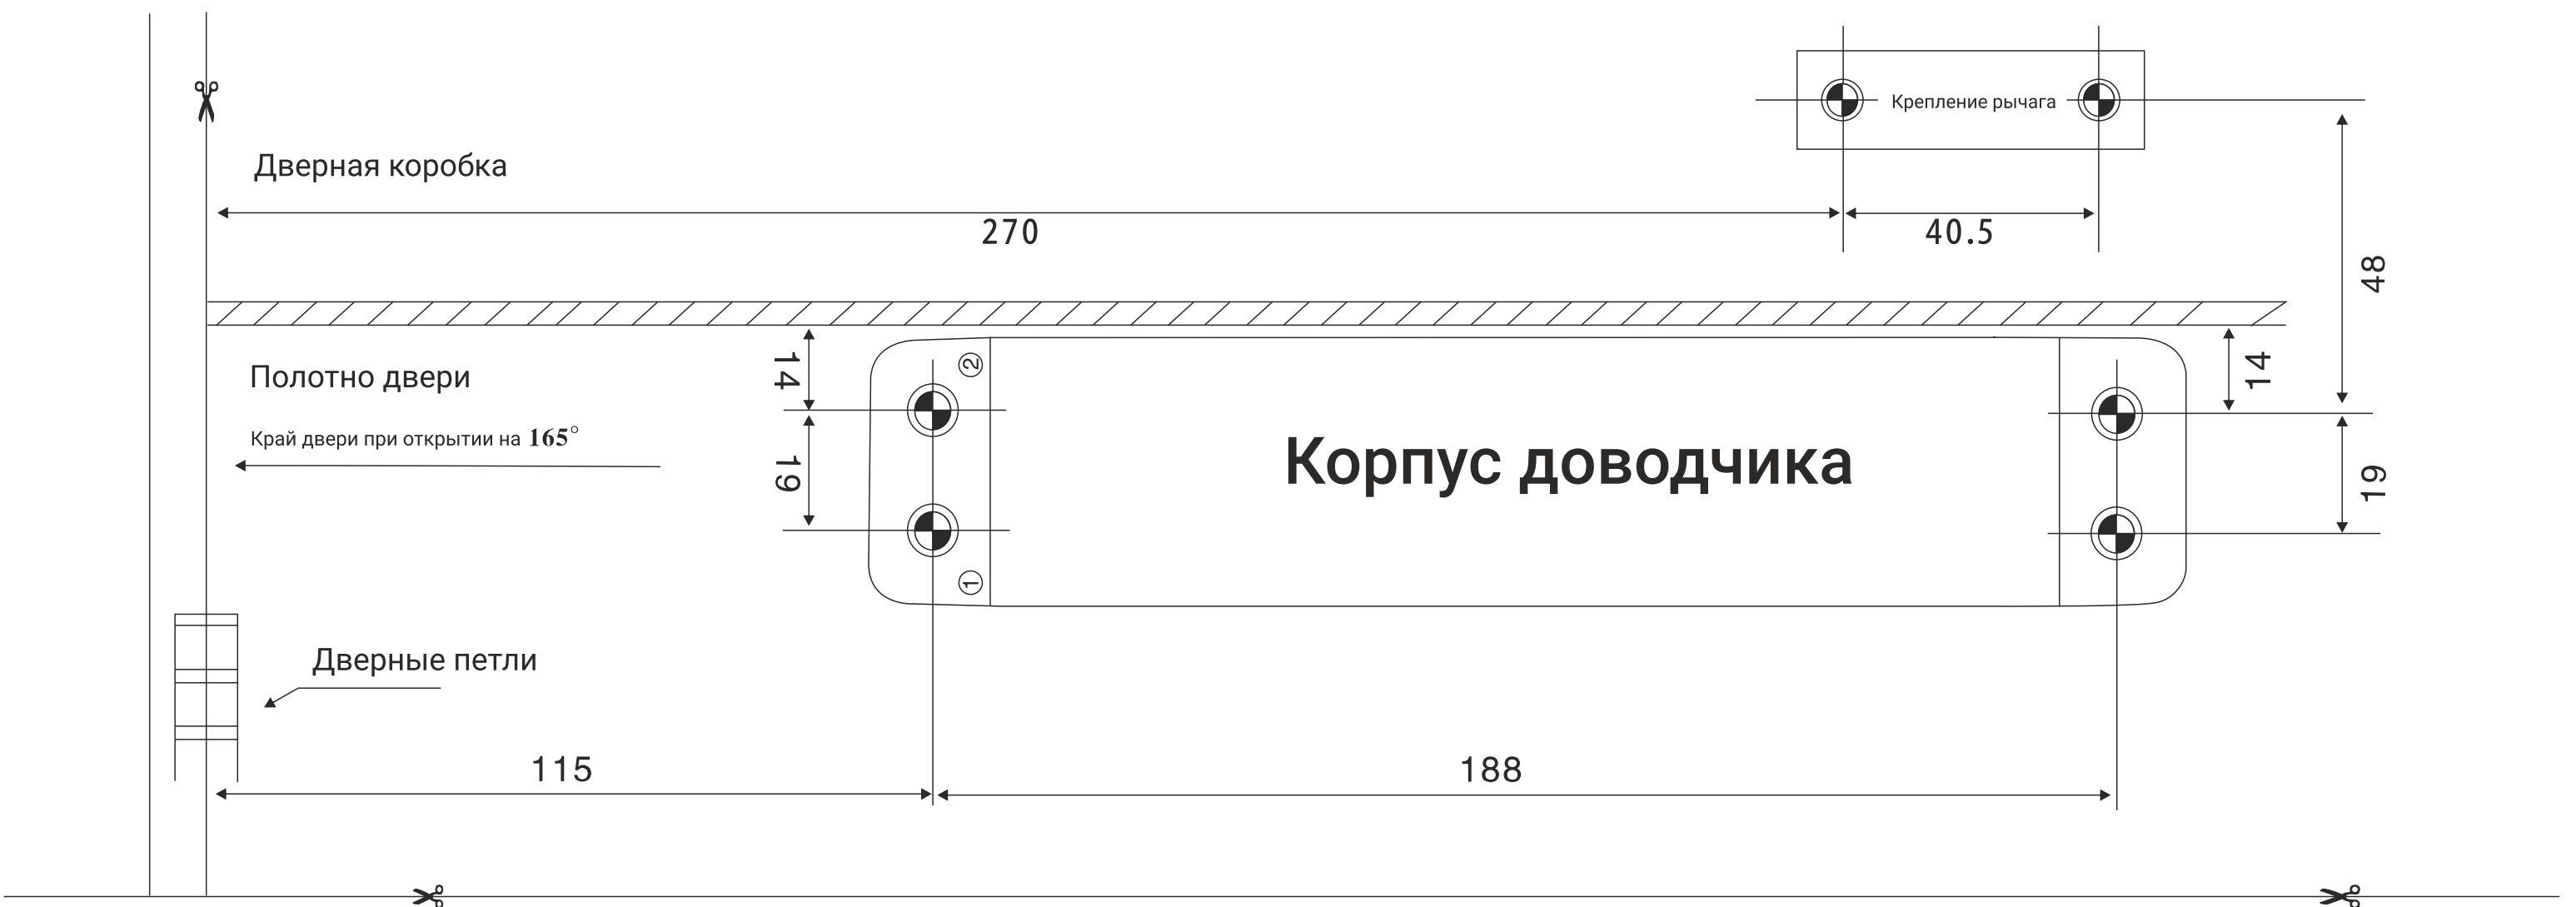 Крепление рычага
Дверная коробка
270
40.5
48
14
14
Полотно двери
Край двери при открытии на 165°
19
19
Корпус доводчика
2
1
Дверные петли
115
188